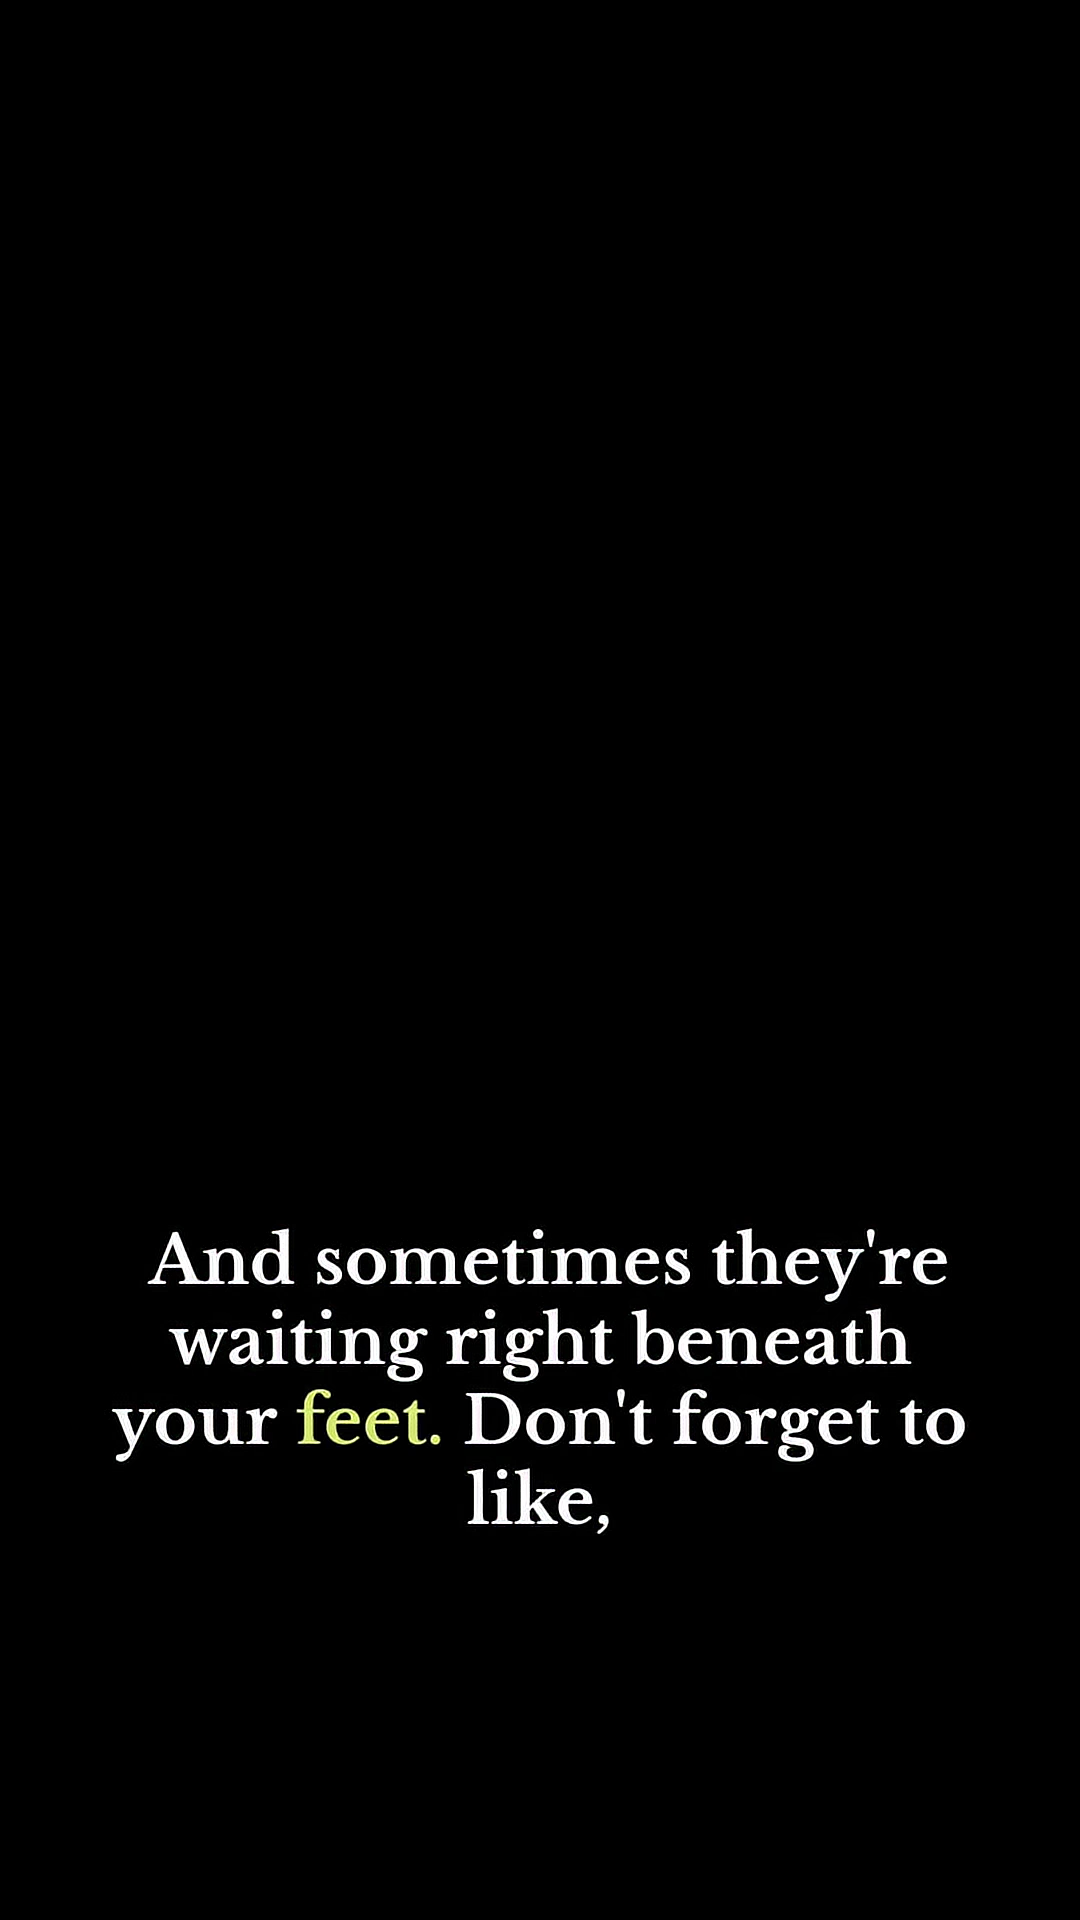 And sometimes they're
waiting right beneath
your feet. Don't forget to
like,